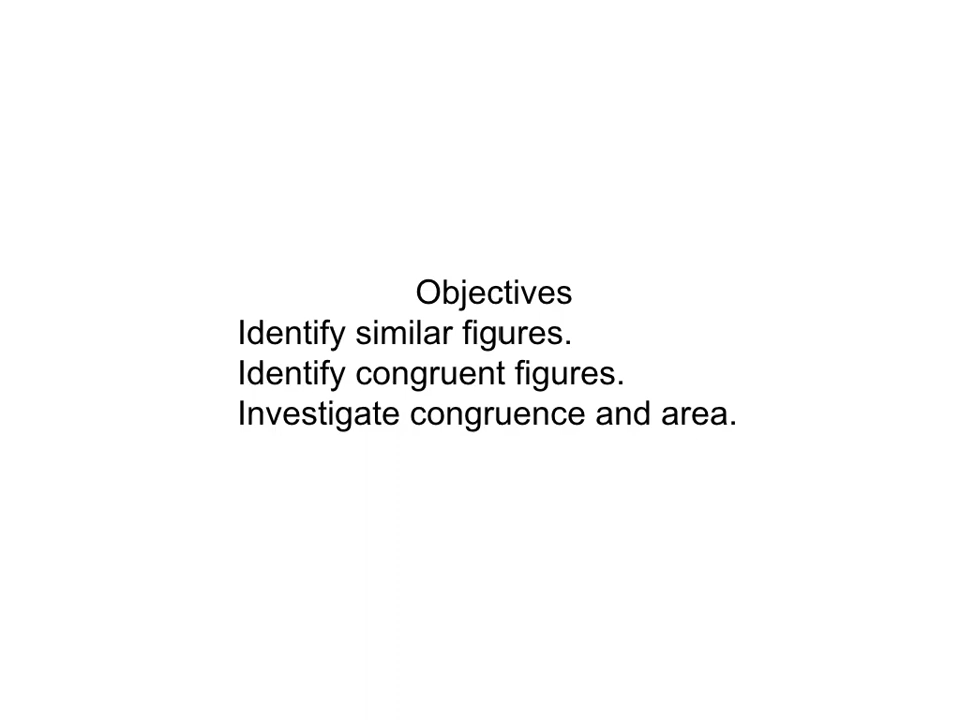 Objectives
Identify similar figures.
Identify congruent figures.
Investigate congruence and area.